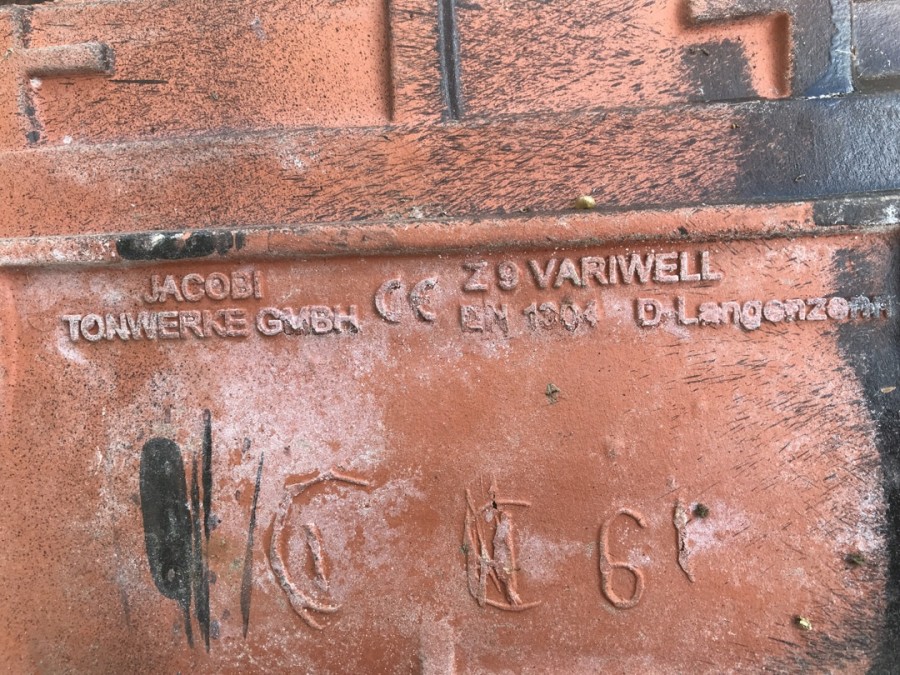 JACOBI
TONWERKE GMBH
CE
Z 9 VARIWELL
EN 1304 D-Langenzenn
6